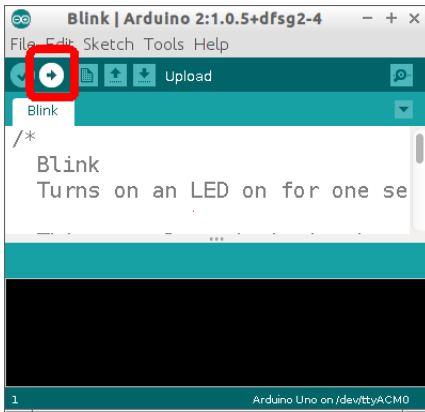 Blink | Arduino 2:1.0.5+dfsg2-4
File Edit Sketch Tools Help
Upload
Blink
/*
Blink
Turns on an LED on for one se
1
Arduino Uno on /dev/ttyACM0